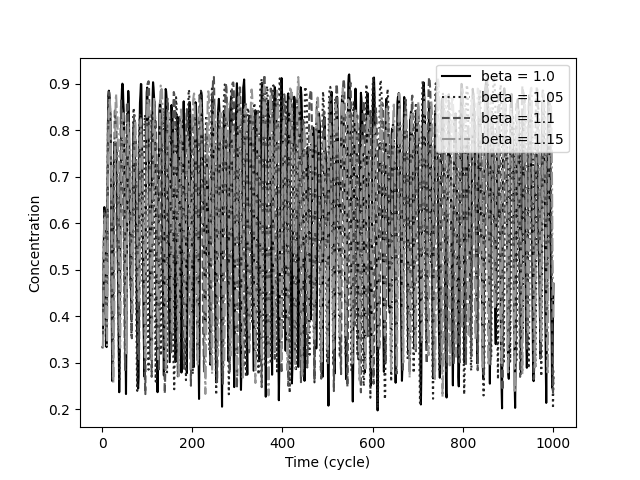 beta = 1.0
beta = 1.05
beta = 1.1
beta = 1.15
0.9
0.8
0.7
0.6
0.5
0.4
0.3
0.2
Concentration
0 200 400 600 800 1000
Time (cycle)